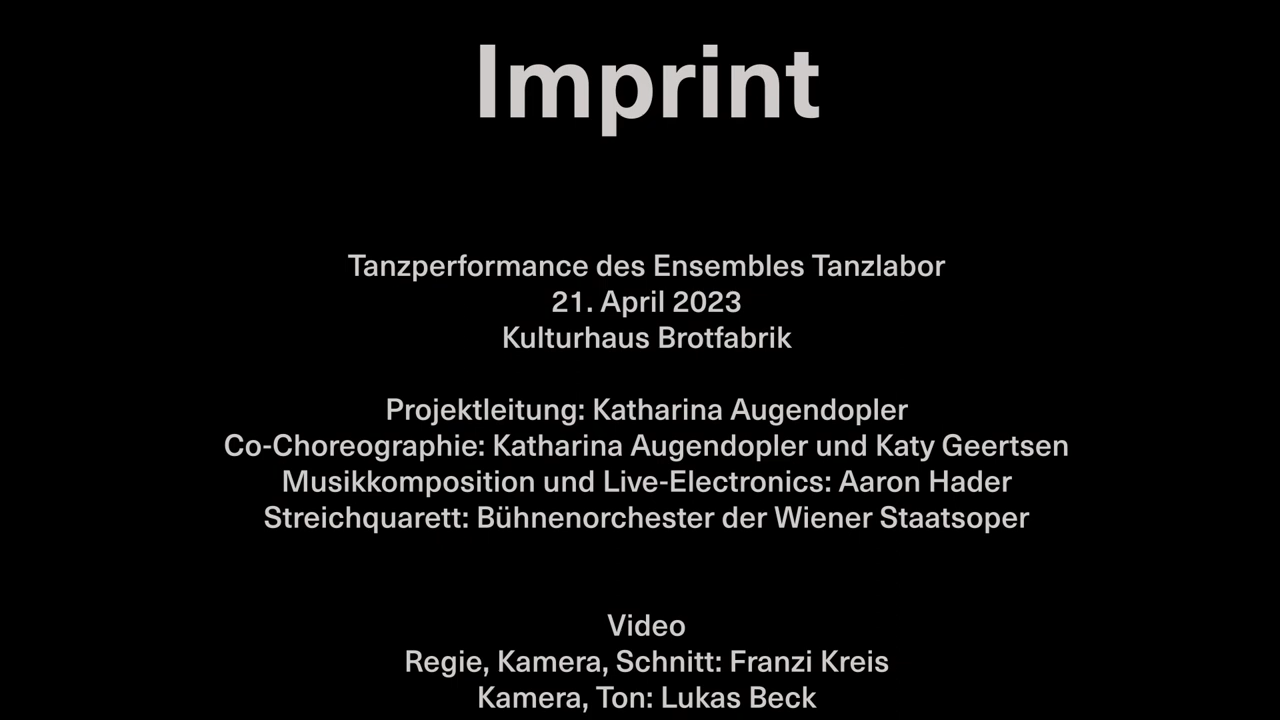 Imprint
Tanzperformance des Ensembles Tanzlabor
21. April 2023
Kulturhaus Brotfabrik
Projektleitung: Katharina Augendopler
Co-Choreographie: Katharina Augendopler und Katy Geertsen
Musikkomposition und Live-Electronics: Aaron Hader
Streichquarett: Bühnenorchester der Wiener Staatsoper
Video
Regie, Kamera, Schnitt: Franzi Kreis
Kamera, Ton: Lukas Beck